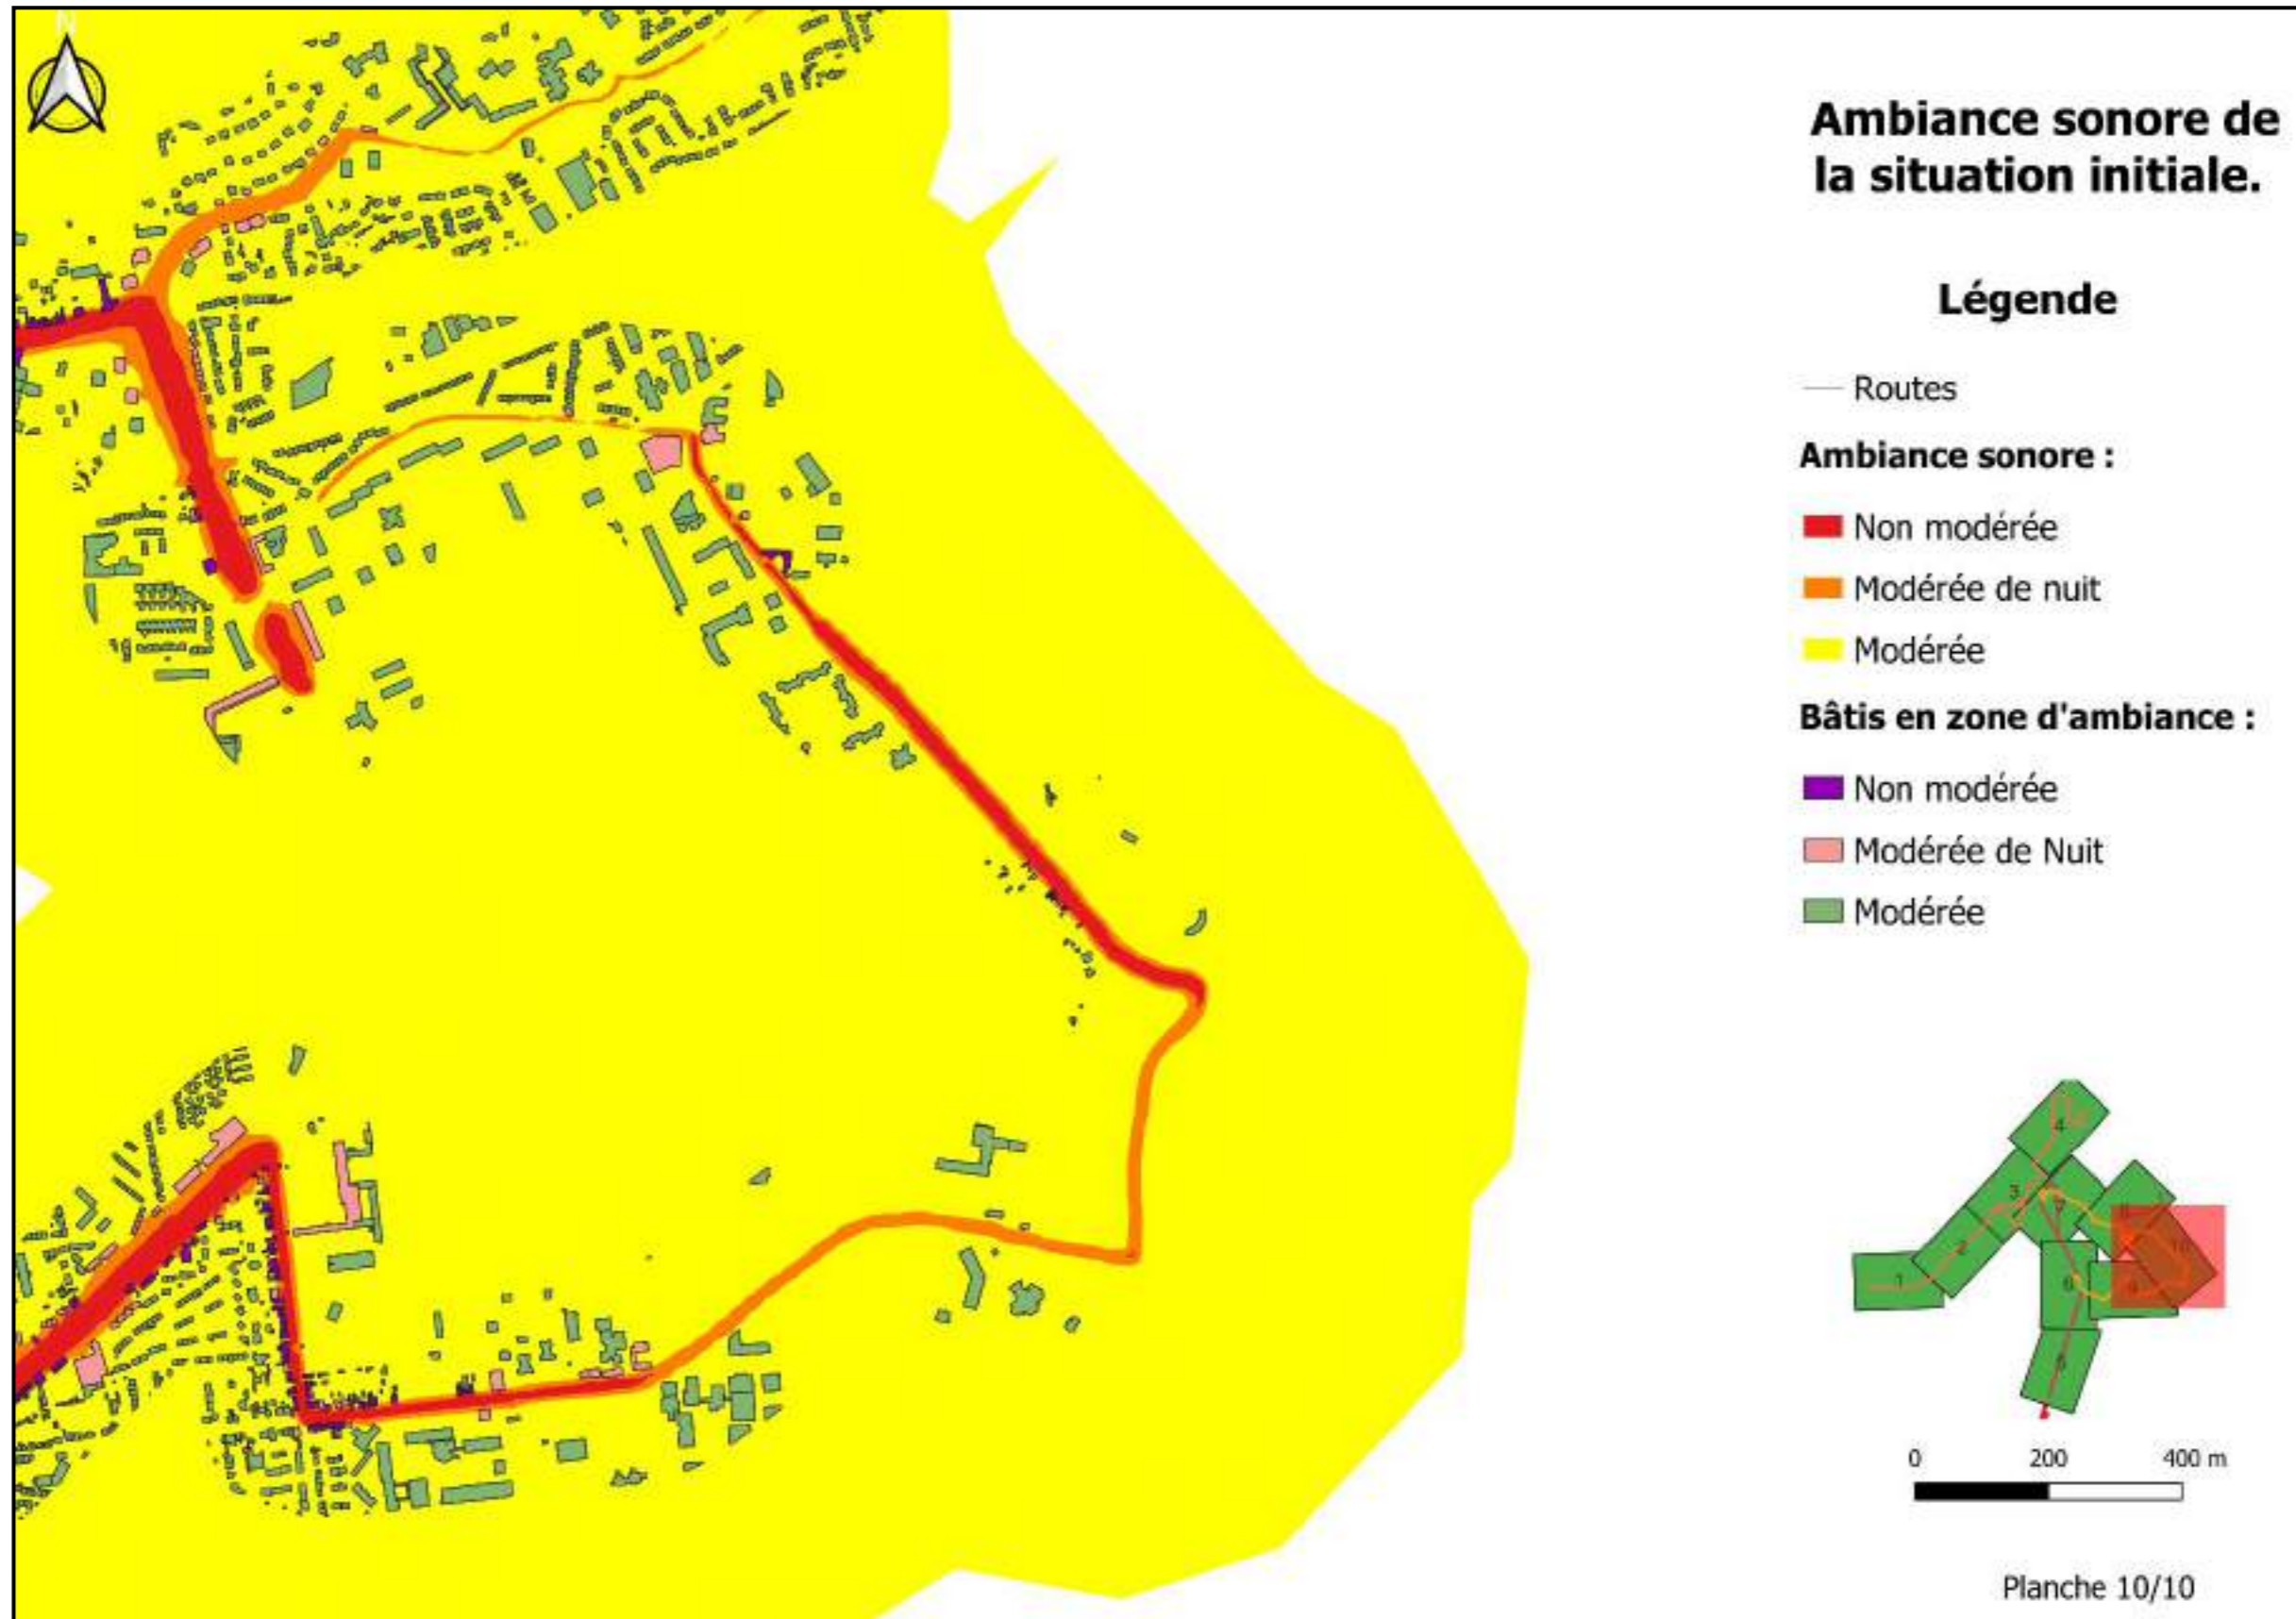 N
Ambiance sonore de
la situation initiale.
Légende
Routes
Ambiance sonore :
Non modérée
Modérée de nuit
Modérée
Bâtis en zone d'ambiance :
Non modérée
Modérée de Nuit
Modérée
4
3
7
2
1
6
9
10
5
0 200 400 m
Planche 10/10